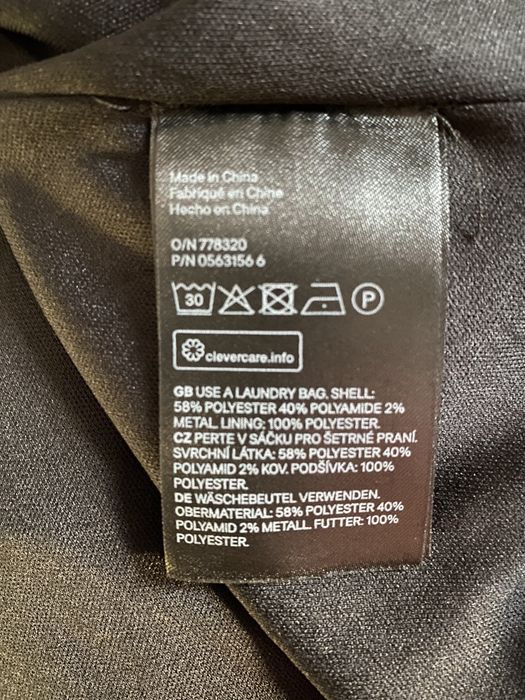 Made in China
Fabriqué en Chine
Hecho en China
O/N 778320
P/N 0563156 6
30 P
clevercare.info
GB USE A LAUNDRY BAG. SHELL:
58% POLYESTER 40% POLYAMIDE 2%
METAL. LINING: 100% POLYESTER.
CZ PERTE V SÁČKU PRO ŠETRNÉ PRANÍ.
SVRCHNÍ LÁTKA: 58% POLYESTER 40%
POLYAMID 2% KOV. PODŠÍVKA: 100%
POLYESTER.
DE WÄSCHEBEUTEL VERWENDEN.
OBERMATERIAL: 58% POLYESTER 40%
POLYAMID 2% METALL. FUTTER: 100%
POLYESTER.